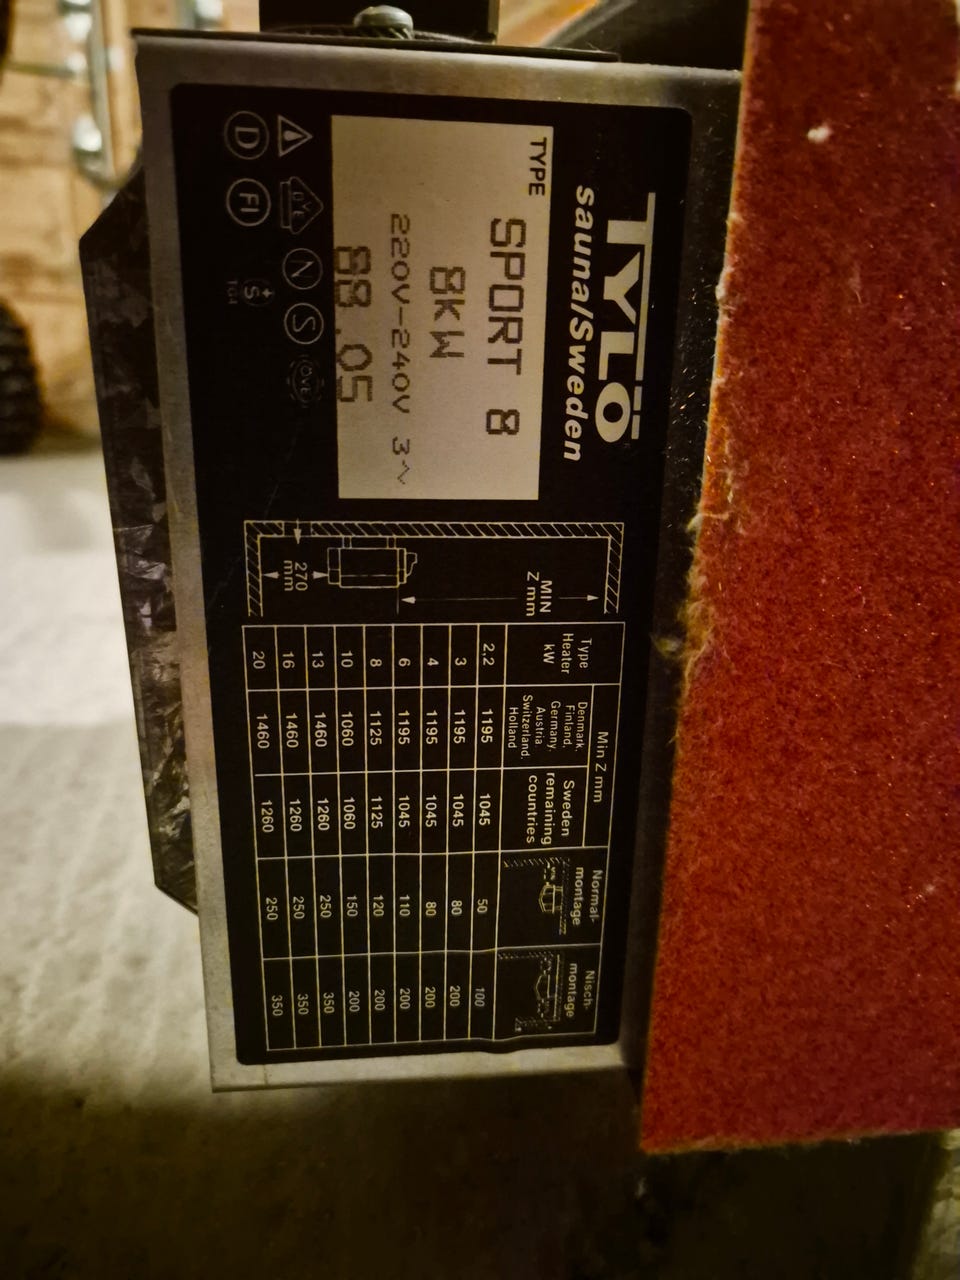 TYLÖ
sauna/Sweden
TYPE
SPORT 8
8KW
220V-240V 3~
88.05
D FI
N S
ÖVE
MIN
Z mm
270
mm
Type
Heater
kW
Min Z mm
Denmark.
Finland.
Germany.
Austria.
Switzerland.
Holland
Sweden
remaining
countries
Normal-
montage
Nisch-
montage
2.2 1195 1045 50 100
3 1195 1045 80 200
4 1195 1045 80 200
6 1195 1045 110 200
8 1125 1125 120 200
10 1060 1060 150 200
13 1460 1260 250 350
16 1460 1260 250 350
20 1460 1260 250 350